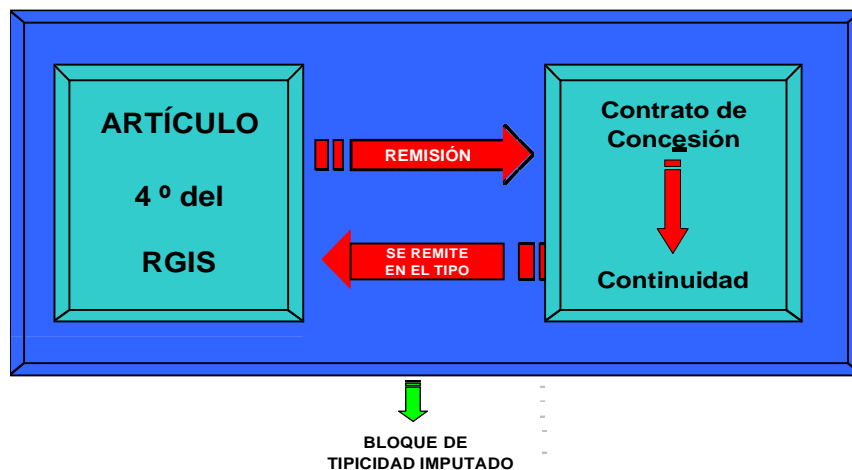 ARTÍCULO
4 º del
RGIS
REMISIÓN
SE REMITE
EN EL TIPO
Contrato de
Concesión
Continuidad
BLOQUE DE
TIPICIDAD IMPUTADO